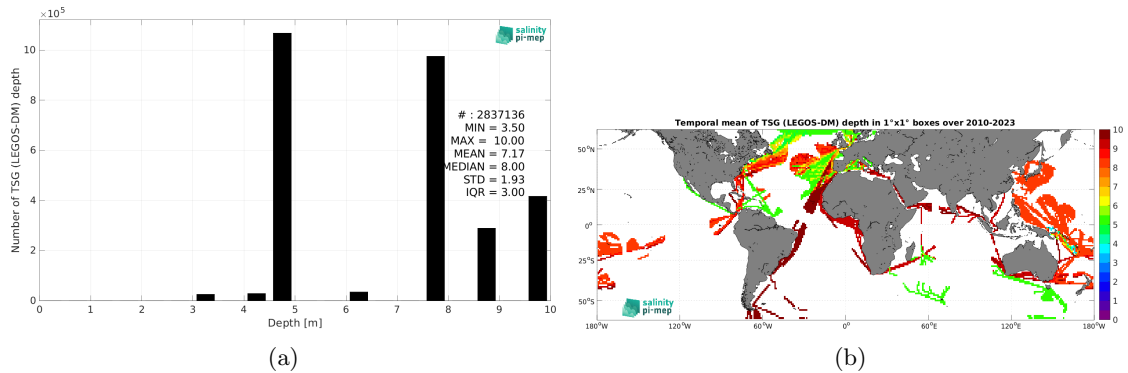 ×10⁵
10
8
6
4
2
0
Number of TSG (LEGOS-DM) depth
0 1 2 3 4 5 6 7 8 9 10
Depth [m]
salinity
pi-mep
# : 2837136
MIN = 3.50
MAX = 10.00
MEAN = 7.17
MEDIAN = 8.00
STD = 1.93
IQR = 3.00
(a)
Temporal mean of TSG (LEGOS-DM) depth in 1°x1° boxes over 2010-2023
50°N
25°N
0°
25°S
50°S
180°W 120°W 60°W 0° 60°E 120°E 180°E
salinity
pi-mep
10
9
8
7
6
5
4
3
2
1
0
(b)